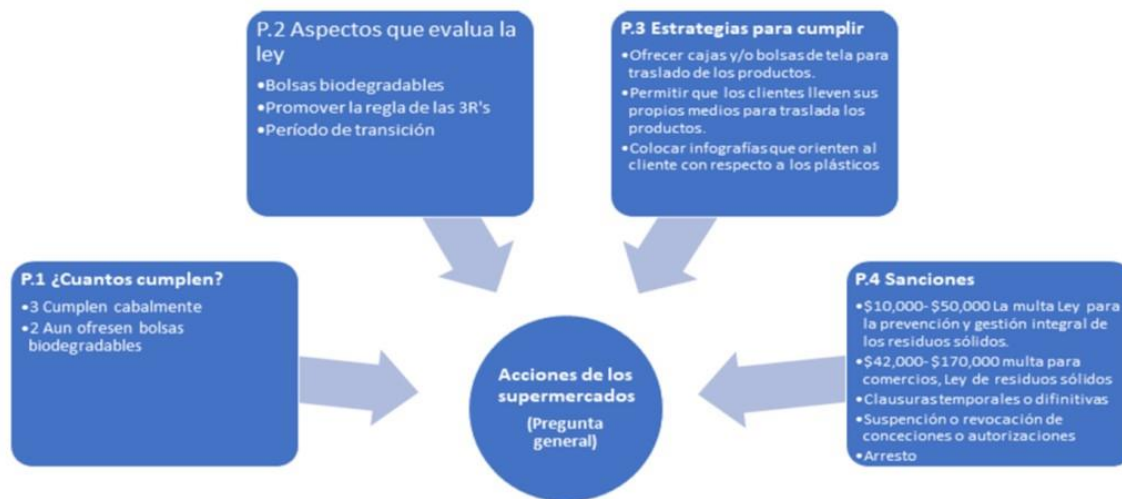 P.2 Aspectos que evalua la
ley
•Bolsas biodegradables
•Promover la regla de las 3R's
•Período de transición
P.3 Estrategias para cumplir
•Ofrecer cajas y/o bolsas de tela para
traslado de los productos.
•Permitir que los clientes lleven sus
propios medios para traslada los
productos.
•Colocar infografías que orienten al
cliente con respecto a los plásticos
P.1 ¿Cuantos cumplen?
•3 Cumplen cabalmente
•2 Aun ofresen bolsas
biodegradables
P.4 Sanciones
•$10,000- $50,000 La multa Ley para
la prevención y gestión integral de
los residuos sólidos.
•$42,000- $170,000 multa para
comercios, Ley de residuos sólidos
•Clausuras temporales o difinitivas
•Suspención o revocación de
conceciones o autorizaciones
•Arresto
Acciones de los
supermercados
(Pregunta
general)